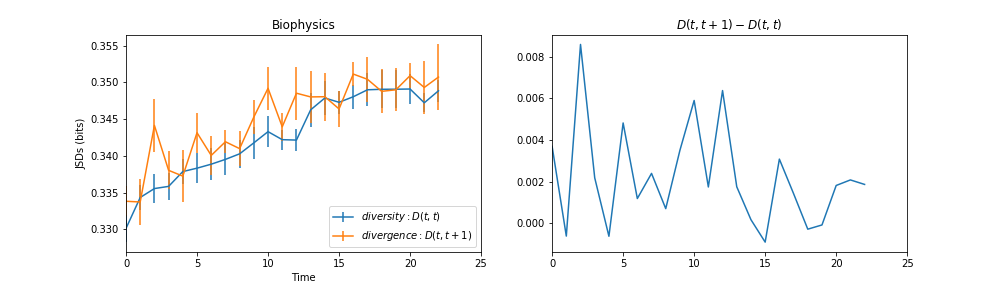 Biophysics
JSDs (bits)
0.355
0.350
0.345
0.340
0.335
0.330
diversity : D(t, t)
divergence : D(t, t + 1)
0 5 10 15 20 25
Time
D(t, t + 1) − D(t, t)
0.008
0.006
0.004
0.002
0.000
0 5 10 15 20 25